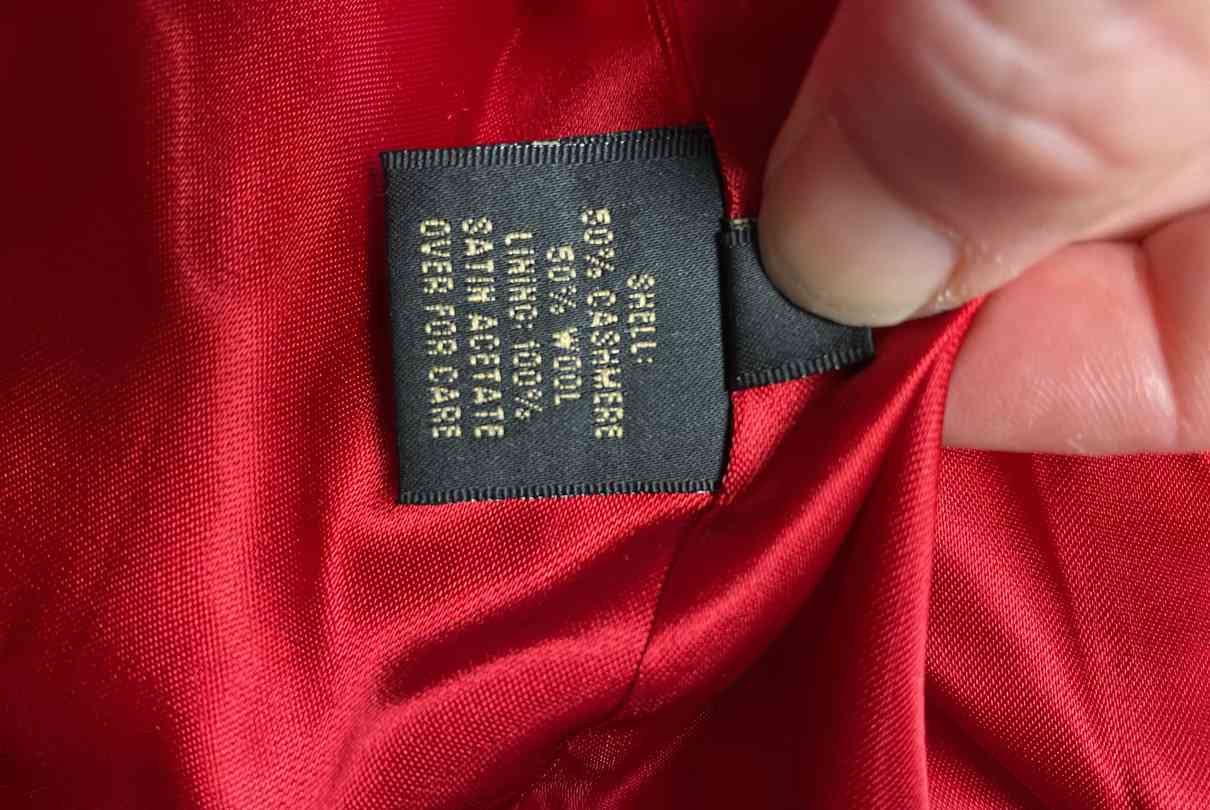 SHELL:
50% CASHMERE
50% WOOL
LINING: 100%
SATIN ACETATE
OVER FOR CARE